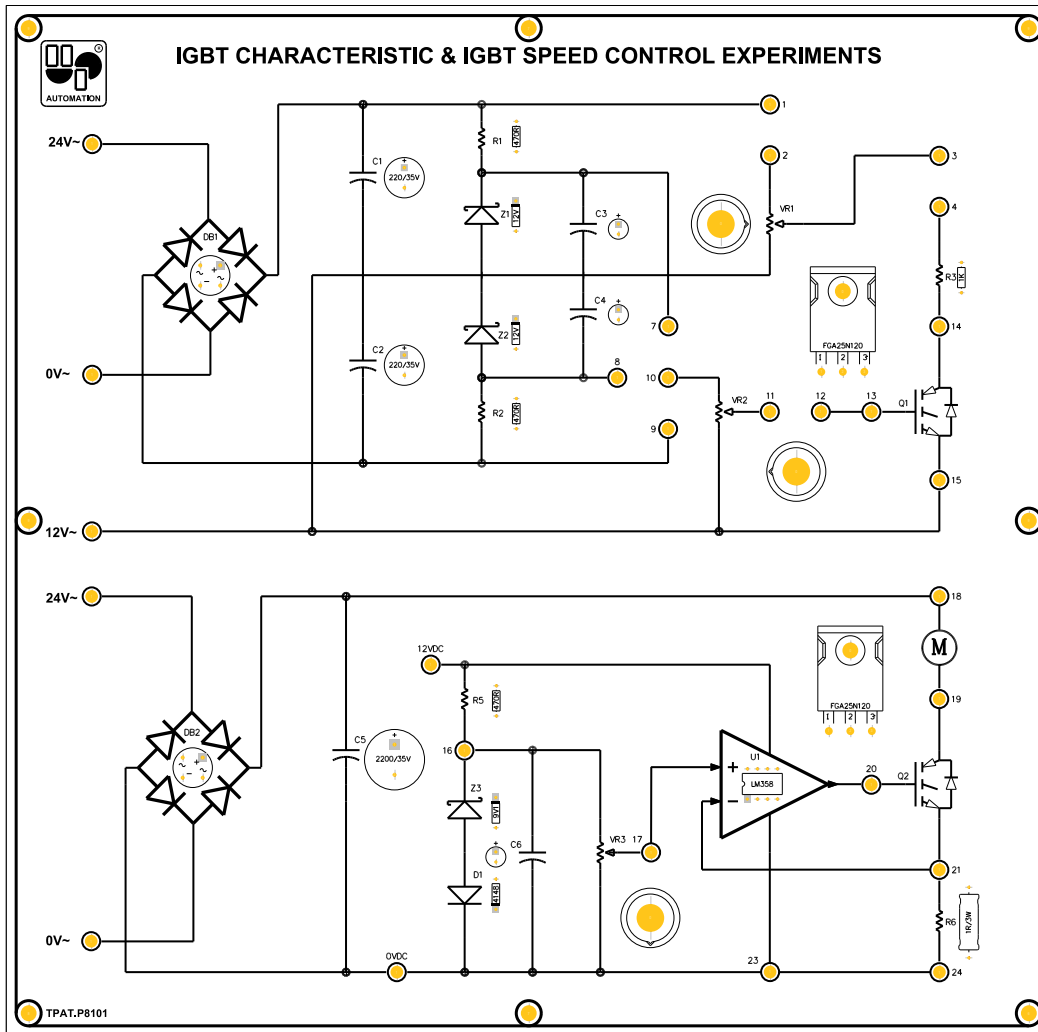 IGBT CHARACTERISTIC & IGBT SPEED CONTROL EXPERIMENTS
R
AUTOMATION
24V~
1
R1
470R
2
3
C1
220/35V
DB1
+
~ ~
−
Z1
12V
C3
+
VR1
4
R3
1K
C4
+
7
14
Z2
12V
FGA25N120
1 2 3
C2
220/35V
0V~
8
10
VR2
11
12
13
Q1
R2
470R
9
15
12V~
24V~
18
12VDC
M
R5
470R
19
FGA25N120
1 2 3
16
DB2
+
~ ~
−
C5
2200/35V
+
U1
+
LM358
−
20
Q2
Z3
9V1
C6
+
VR3
17
D1
4148
21
R6
1R/3W
0V~
0VDC
23
24
TPAT.P8101